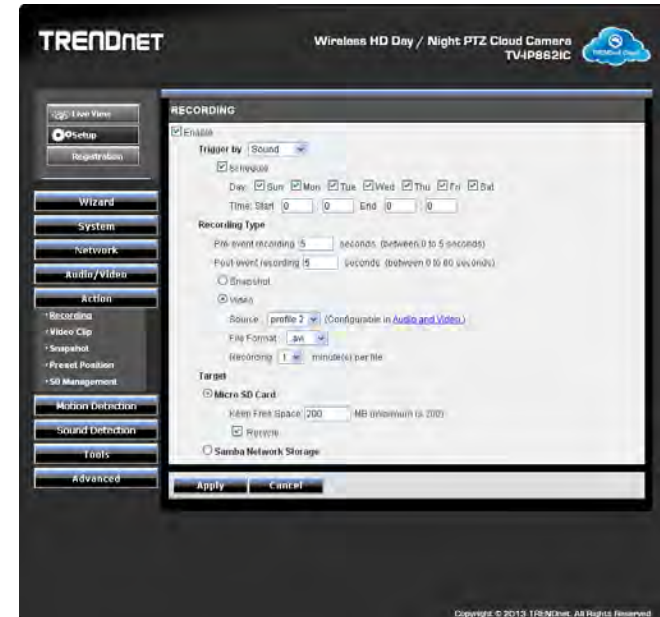 TRENDNET
Wireless HD Day / Night PTZ Cloud Camera
TV-IP862IC
TRENDnet Cloud
Live View
Setup
Registration
Wizard
System
Network
Audio/Video
Action
Recording
Video Clip
Snapshot
Preset Position
SD Management
Motion Detection
Sound Detection
Tools
Advanced
RECORDING
Enable
Trigger by Sound
Schedule
Day Sun Mon Tue Wed Thu Fri Sat
Time: Start 0 : 0 End 0 : 0
Recording Type
Pre-event recording 5 seconds (between 0 to 5 seconds)
Post-event recording 5 seconds (between 0 to 60 seconds)
Snapshot
Video
Source : profile 2 (Configurable in Audio and Video.)
File Format : avi
Recording 1 minute(s) per file
Target
Micro SD Card
Keep Free Space 200 MB (minimum is 200)
Recycle
Samba Network Storage
Apply Cancel
Copyright © 2013 TRENDnet. All Rights Reserved.